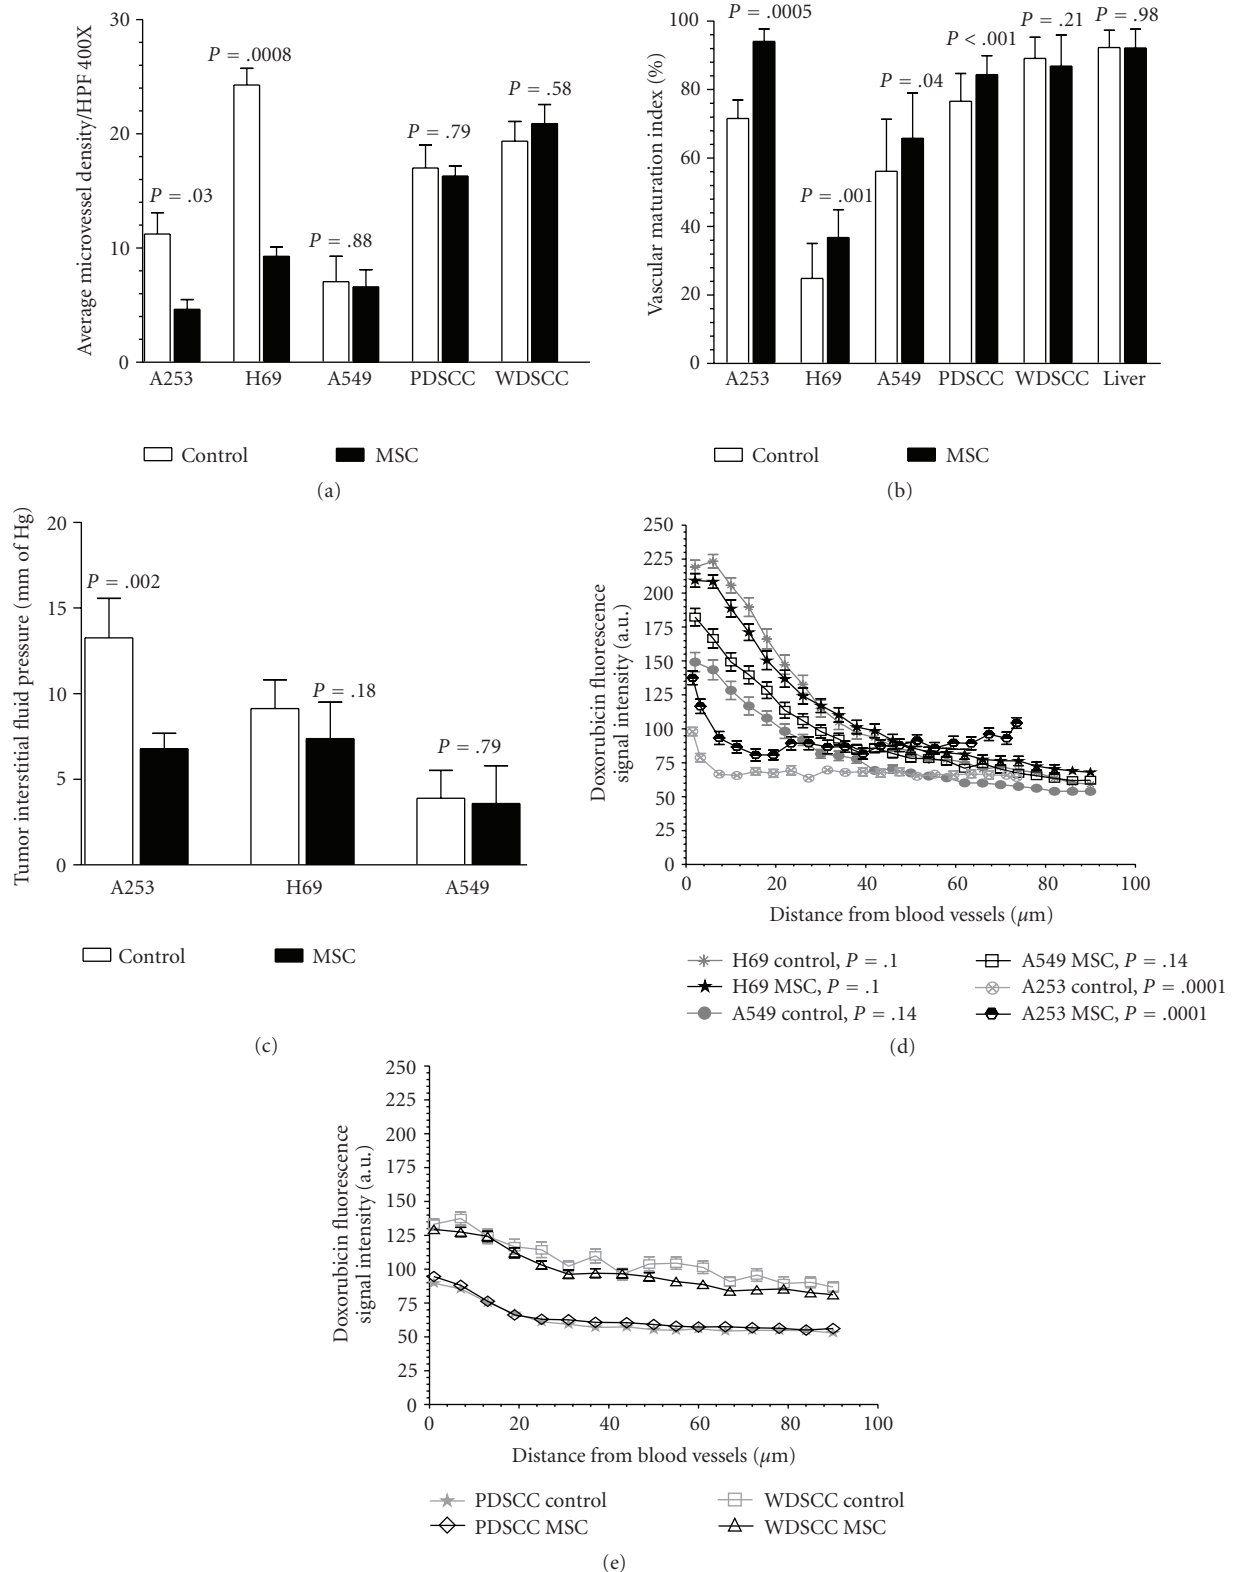 Average microvessel density/HPF 400X
30
20
10
0
P = .03
P = .0008
P = .88
P = .79
P = .58
A253 H69 A549 PDSCC WDSCC
Control MSC
(a)
Vascular maturation index (%)
100
80
60
40
20
0
P = .0005
P = .001
P = .04
P < .001
P = .21
P = .98
A253 H69 A549 PDSCC WDSCC Liver
Control MSC
(b)
Tumor interstitial fluid pressure (mm of Hg)
20
15
10
5
0
P = .002
P = .18
P = .79
A253 H69 A549
Control MSC
(c)
Doxorubicin fluorescence
signal intensity (a.u.)
250
225
200
175
150
125
100
75
50
25
0
0 20 40 60 80 100
Distance from blood vessels (μm)
H69 control, P = .1
H69 MSC, P = .1
A549 control, P = .14
A549 MSC, P = .14
A253 control, P = .0001
A253 MSC, P = .0001
(d)
Doxorubicin fluorescence
signal intensity (a.u.)
250
225
200
175
150
125
100
75
50
25
0
0 20 40 60 80 100
Distance from blood vessels (μm)
PDSCC control
PDSCC MSC
WDSCC control
WDSCC MSC
(e)